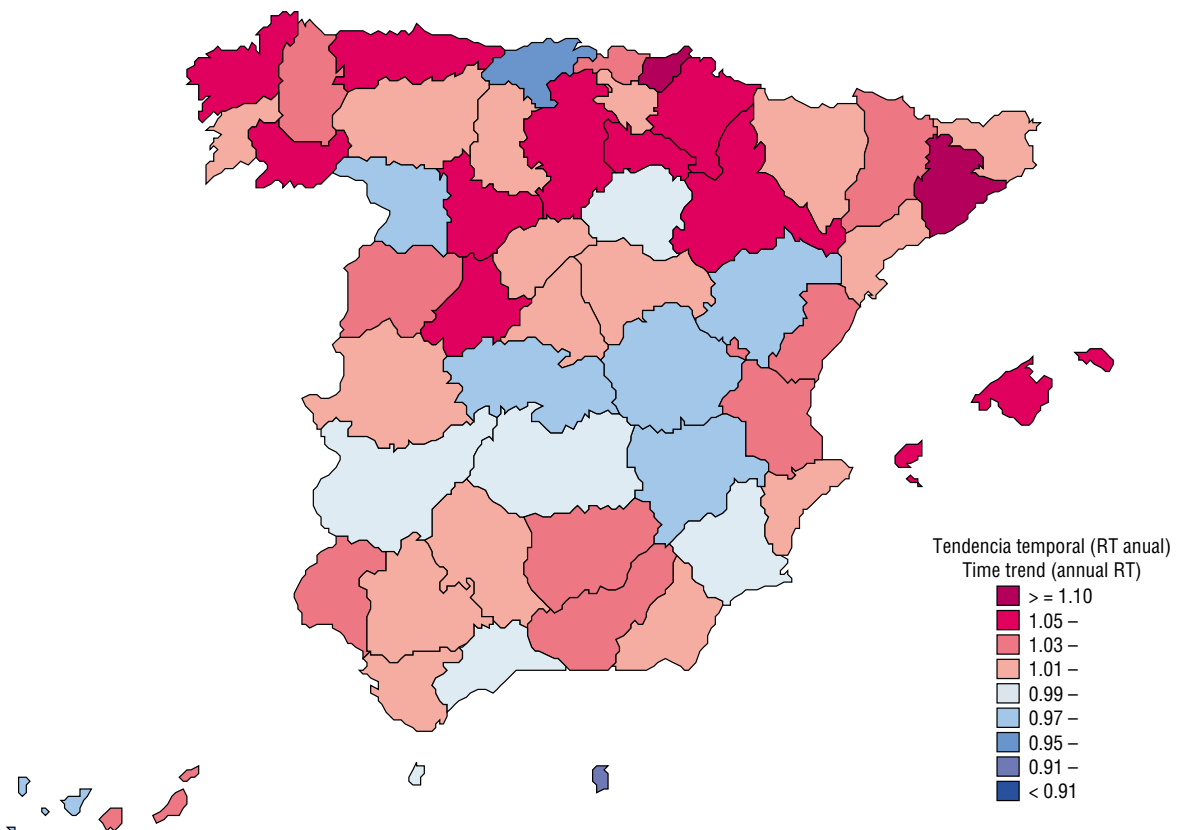 Tendencia temporal (RT anual)
Time trend (annual RT)
> = 1.10
1.05 –
1.03 –
1.01 –
0.99 –
0.97 –
0.95 –
0.91 –
< 0.91